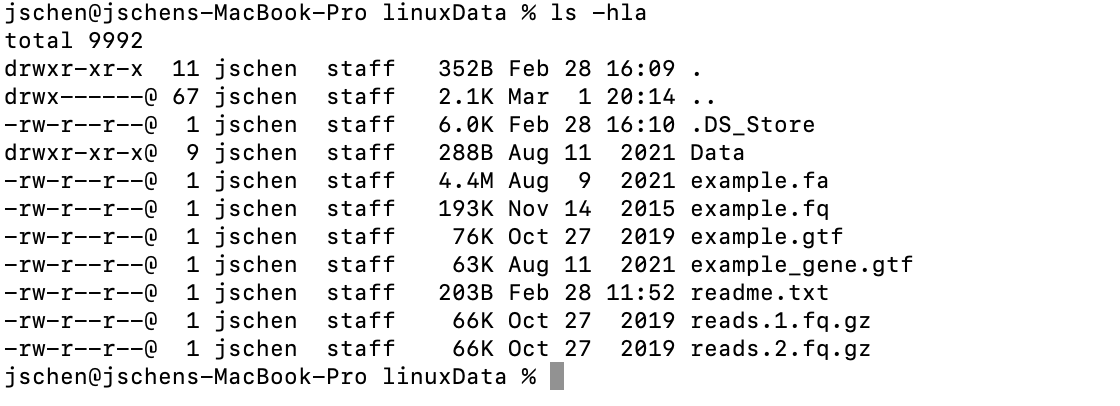 jschen@jschens-MacBook-Pro linuxData % ls -hla
total 9992
drwxr-xr-x  11 jschen  staff   352B Feb 28 16:09 .
drwx------@ 67 jschen  staff   2.1K Mar  1 20:14 ..
-rw-r--r--@  1 jschen  staff   6.0K Feb 28 16:10 .DS_Store
drwxr-xr-x@  9 jschen  staff   288B Aug 11  2021 Data
-rw-r--r--@  1 jschen  staff   4.4M Aug  9  2021 example.fa
-rw-r--r--@  1 jschen  staff   193K Nov 14  2015 example.fq
-rw-r--r--@  1 jschen  staff    76K Oct 27  2019 example.gtf
-rw-r--r--@  1 jschen  staff    63K Aug 11  2021 example_gene.gtf
-rw-r--r--@  1 jschen  staff   203B Feb 28 11:52 readme.txt
-rw-r--r--@  1 jschen  staff    66K Oct 27  2019 reads.1.fq.gz
-rw-r--r--@  1 jschen  staff    66K Oct 27  2019 reads.2.fq.gz
jschen@jschens-MacBook-Pro linuxData %